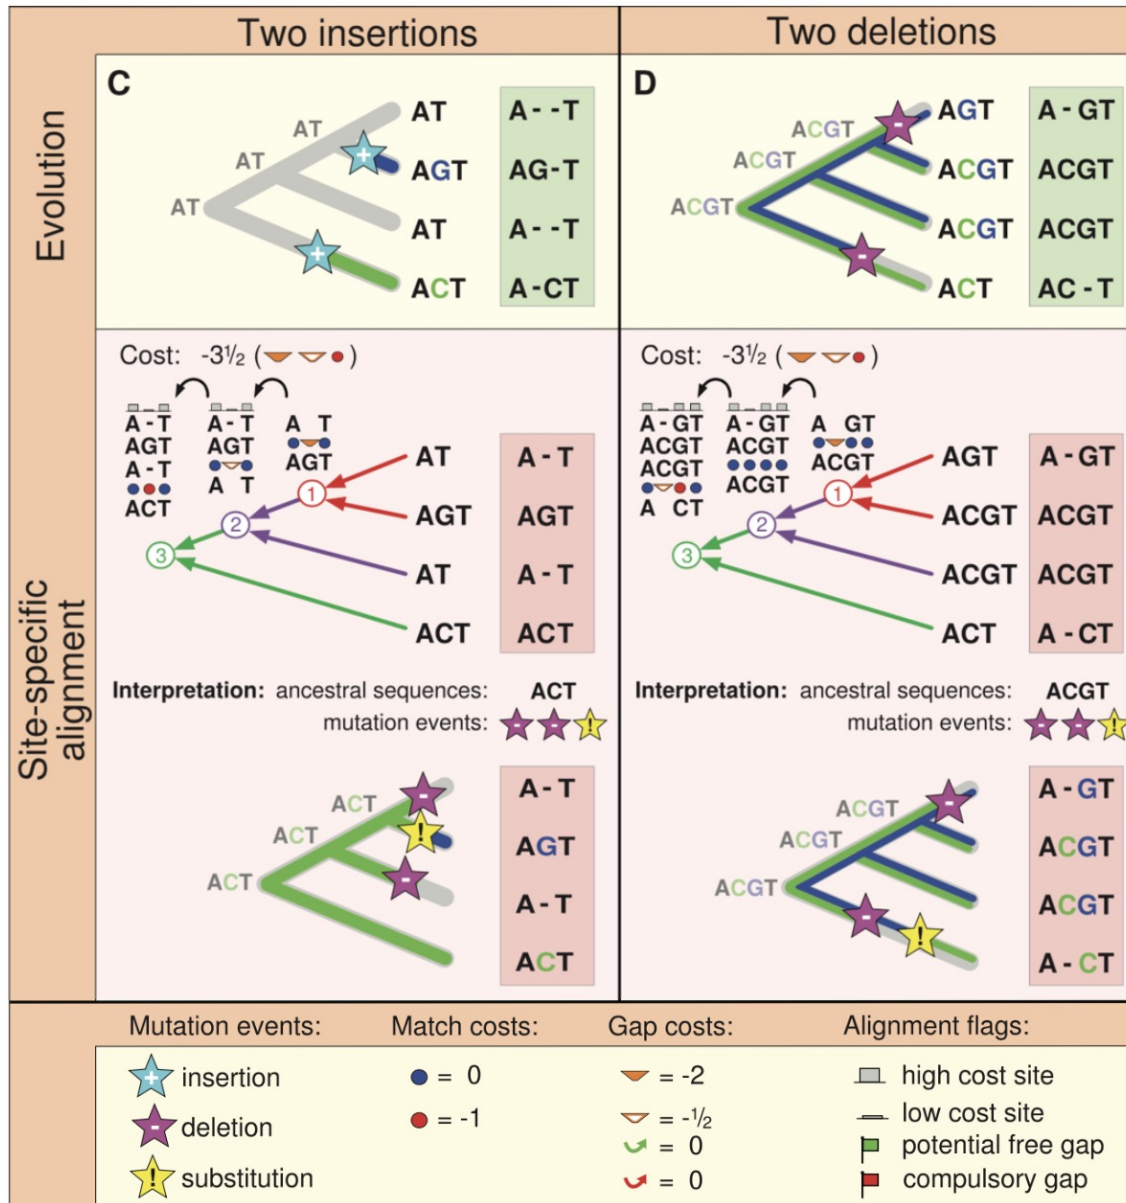 Two insertions
Two deletions
Evolution
C
AT
AT
AT
AT
AGT
AT
ACT
A--T
AG-T
A--T
A-CT
D
ACGT
ACGT
ACGT
AGT
ACGT
ACGT
ACT
A-GT
ACGT
ACGT
AC-T
Site-specific
alignment
Cost: -3½ ( )
A-T
AGT
A-T
ACT
A-T
AGT
A T
A T
AGT
1
2
3
AT
AGT
AT
ACT
A-T
AGT
A-T
ACT
Interpretation: ancestral sequences: ACT
mutation events: - - !
ACT
ACT
ACT
A-T
AGT
A-T
ACT
Cost: -3½ ( )
A-GT
ACGT
ACGT
A CT
A-GT
ACGT
ACGT
A GT
ACGT
1
2
3
AGT
ACGT
ACGT
ACT
A-GT
ACGT
ACGT
A-CT
Interpretation: ancestral sequences: ACGT
mutation events: - - !
ACGT
ACGT
ACGT
A-GT
ACGT
ACGT
A-CT
Mutation events:
+ insertion
- deletion
! substitution
Match costs:
= 0
= -1
Gap costs:
= -2
= -½
= 0
= 0
Alignment flags:
high cost site
low cost site
potential free gap
compulsory gap